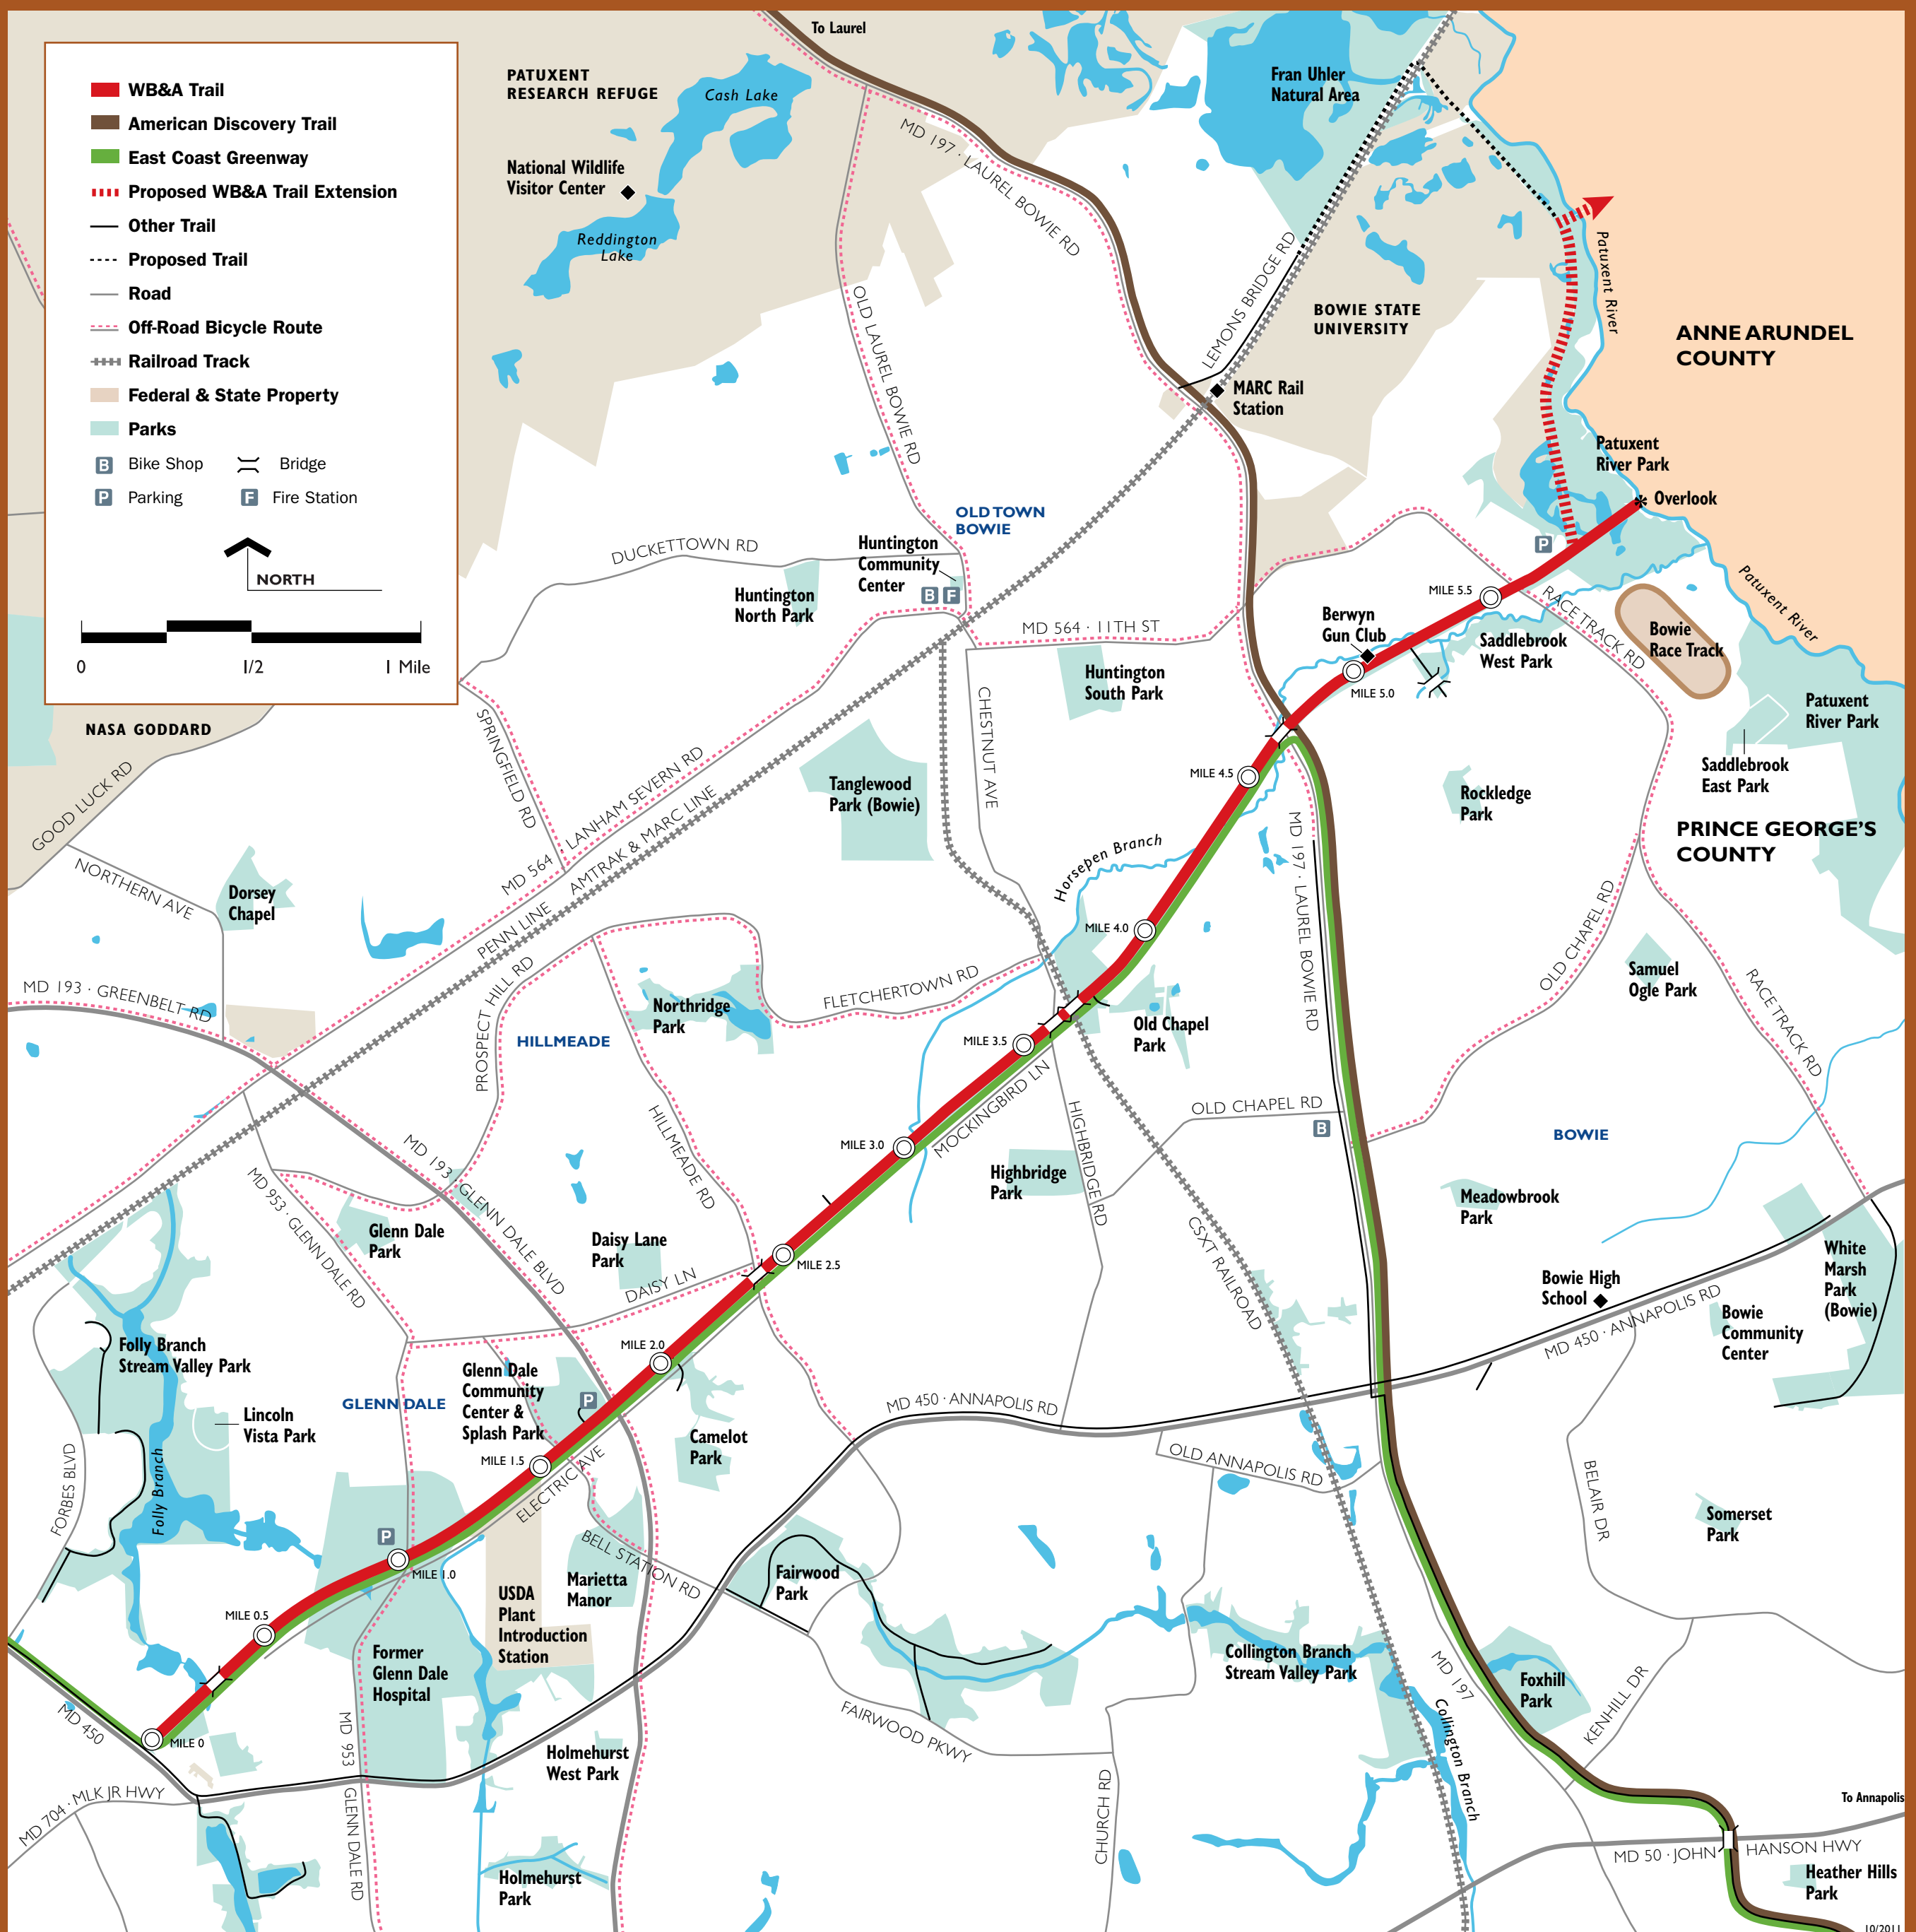 WB&A Trail
American Discovery Trail
East Coast Greenway
Proposed WB&A Trail Extension
Other Trail
Proposed Trail
Road
Off-Road Bicycle Route
Railroad Track
Federal & State Property
Parks
B Bike Shop
Bridge
P Parking
F Fire Station
NORTH
0
1/2
1 Mile
To Laurel
PATUXENT
RESEARCH REFUGE
Cash Lake
National Wildlife
Visitor Center
Reddington
Lake
MD 197 · LAUREL BOWIE RD
Fran Uhler
Natural Area
LEMONS BRIDGE RD
Patuxent River
BOWIE STATE
UNIVERSITY
ANNE ARUNDEL
COUNTY
OLD LAUREL BOWIE RD
MARC Rail
Station
Patuxent
River Park
Overlook
OLD TOWN
BOWIE
DUCKETTOWN RD
Huntington
Community
Center
B F
Huntington
North Park
MD 564 · 11TH ST
P
MILE 5.5
RACE TRACK RD
Patuxent River
Berwyn
Gun Club
Saddlebrook
West Park
Bowie
Race Track
MILE 5.0
Huntington
South Park
CHESTNUT AVE
Patuxent
River Park
Saddlebrook
East Park
NASA GODDARD
GOOD LUCK RD
SPRINGFIELD RD
MD 564 · LANHAM SEVERN RD
AMTRAK & MARC LINE
PENN LINE
Tanglewood
Park (Bowie)
MILE 4.5
Rockledge
Park
PRINCE GEORGE'S
COUNTY
MD 197 · LAUREL BOWIE RD
Horsepen Branch
NORTHERN AVE
Dorsey
Chapel
MILE 4.0
OLD CHAPEL RD
Samuel
Ogle Park
RACE TRACK RD
MD 193 · GREENBELT RD
PROSPECT HILL RD
HILLMEADE
Northridge
Park
FLETCHERTOWN RD
MILE 3.5
Old Chapel
Park
MOCKINGBIRD LN
HIGHBRIDGE RD
OLD CHAPEL RD
B
BOWIE
MD 193 · GLENN DALE BLVD
HILLMEADE RD
MILE 3.0
Highbridge
Park
Meadowbrook
Park
MD 953 · GLENN DALE RD
Glenn Dale
Park
Daisy Lane
Park
DAISY LN
MILE 2.5
CSXT RAILROAD
White
Marsh
Park
(Bowie)
Bowie High
School
MD 450 · ANNAPOLIS RD
Bowie
Community
Center
Folly Branch
Stream Valley Park
MILE 2.0
Glenn Dale
Community
Center &
Splash Park
P
GLENN DALE
Lincoln
Vista Park
Camelot
Park
MD 450 · ANNAPOLIS RD
OLD ANNAPOLIS RD
BELAIR DR
FORBES BLVD
Folly Branch
MILE 1.5
ELECTRIC AVE
Somerset
Park
P
MILE 1.0
BELL STATION RD
USDA
Plant
Introduction
Station
Marietta
Manor
Fairwood
Park
MILE 0.5
Former
Glenn Dale
Hospital
Collington Branch
Stream Valley Park
MD 197
Foxhill
Park
KENHILL DR
MD 450
MILE 0
MD 953
GLENN DALE RD
Holmehurst
West Park
FAIRWOOD PKWY
CHURCH RD
Collington Branch
MD 704 · MLK JR HWY
To Annapolis
MD 50 · JOHN HANSON HWY
Heather Hills
Park
Holmehurst
Park
10/2011